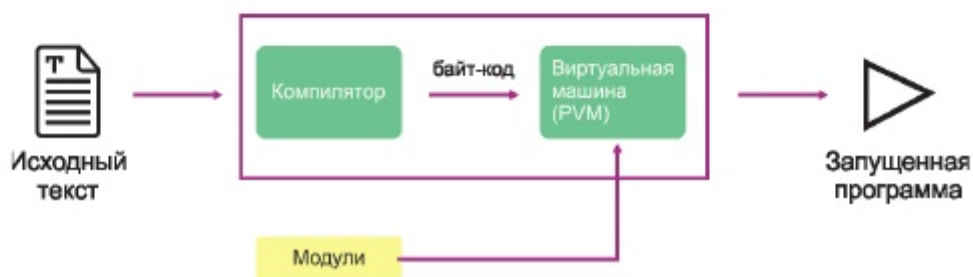 T
Исходный
текст
Компилятор
байт-код
Виртуальная
машина
(PVM)
Запущенная
программа
Модули